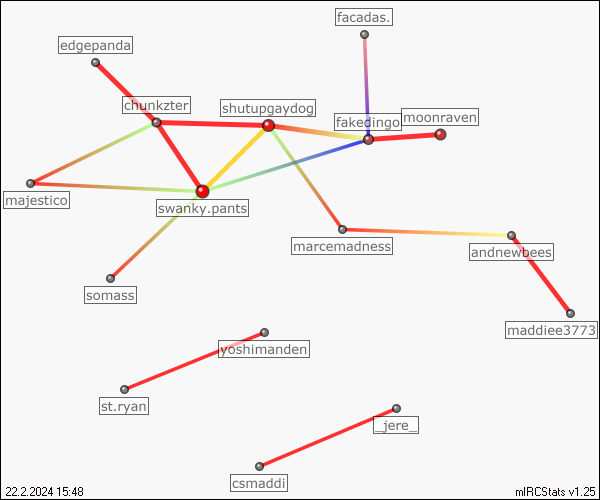 facadas.
edgepanda
chunkzter
shutupgaydog
fakedingo
moonraven
majestico
swanky.pants
marcemadness
andnewbees
somass
maddiee3773
yoshimanden
st.ryan
_jere_
csmaddi
22.2.2024 15:48
mIRCStats v1.25